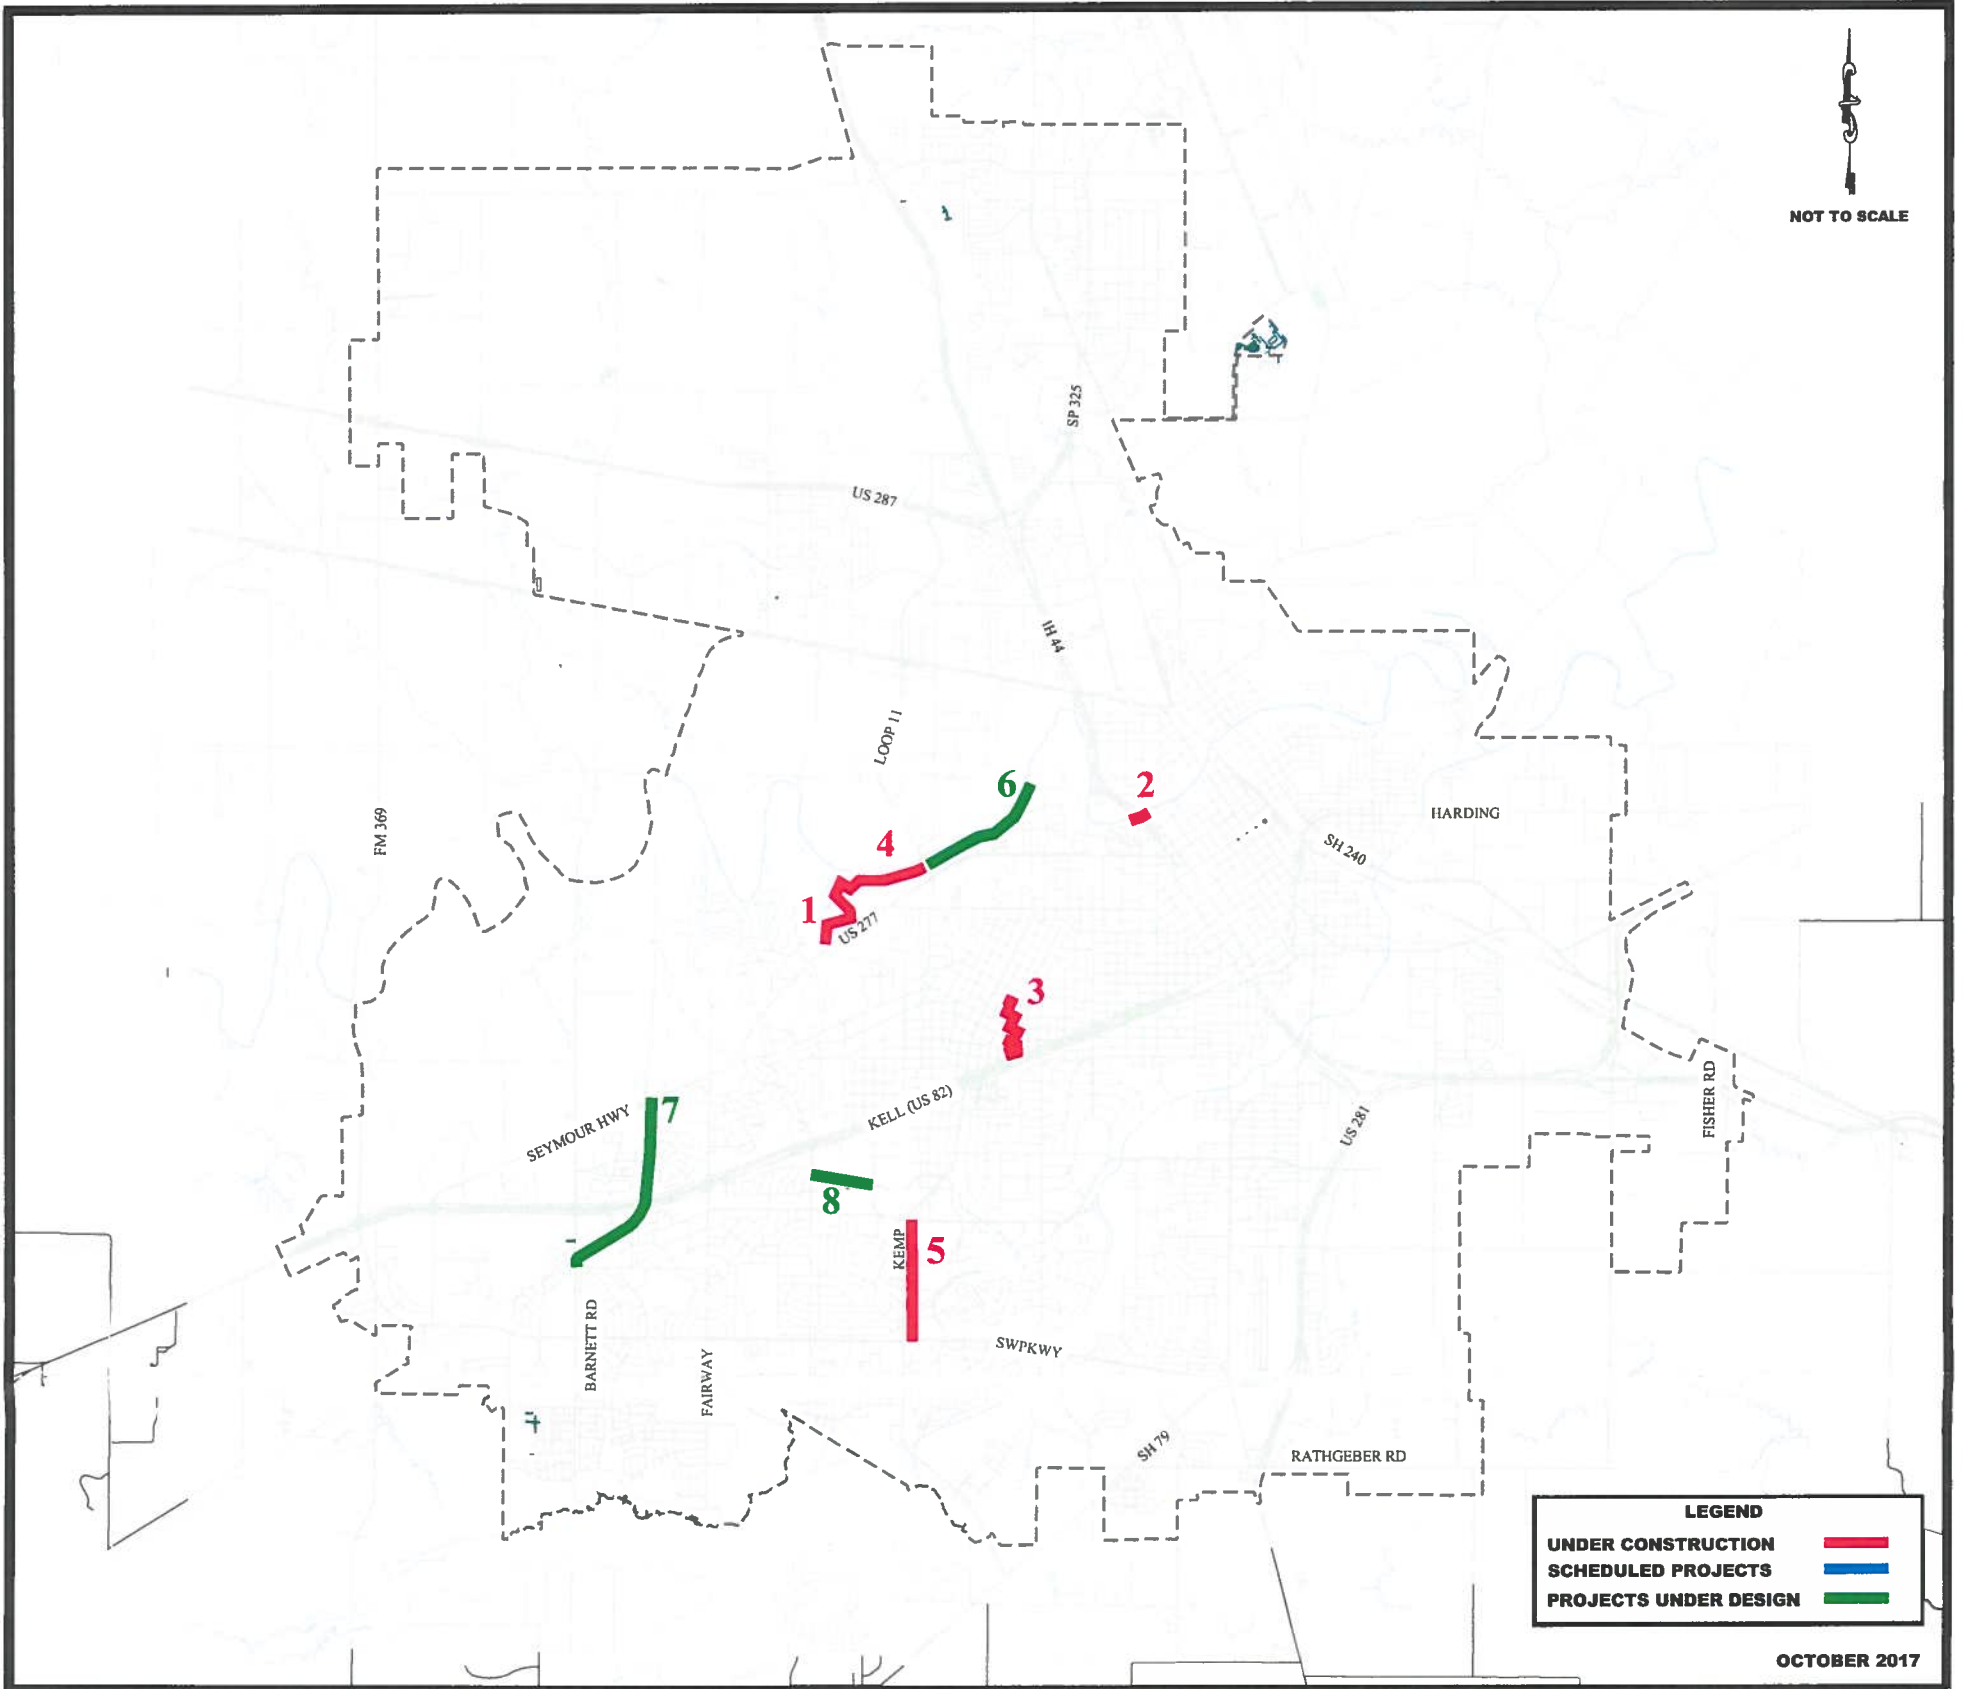 NOT TO SCALE
SP 325
US 287
IH 44
LOOP 11
6
2
HARDING
FM 369
4
SH 240
1
US 277
3
FISHER RD
7
SEYMOUR HWY
KELL (US 82)
US 281
8
KEMP
5
BARNETT RD
FAIRWAY
SWPKWY
SH 79
RATHGEBER RD
LEGEND
UNDER CONSTRUCTION
SCHEDULED PROJECTS
PROJECTS UNDER DESIGN
OCTOBER 2017